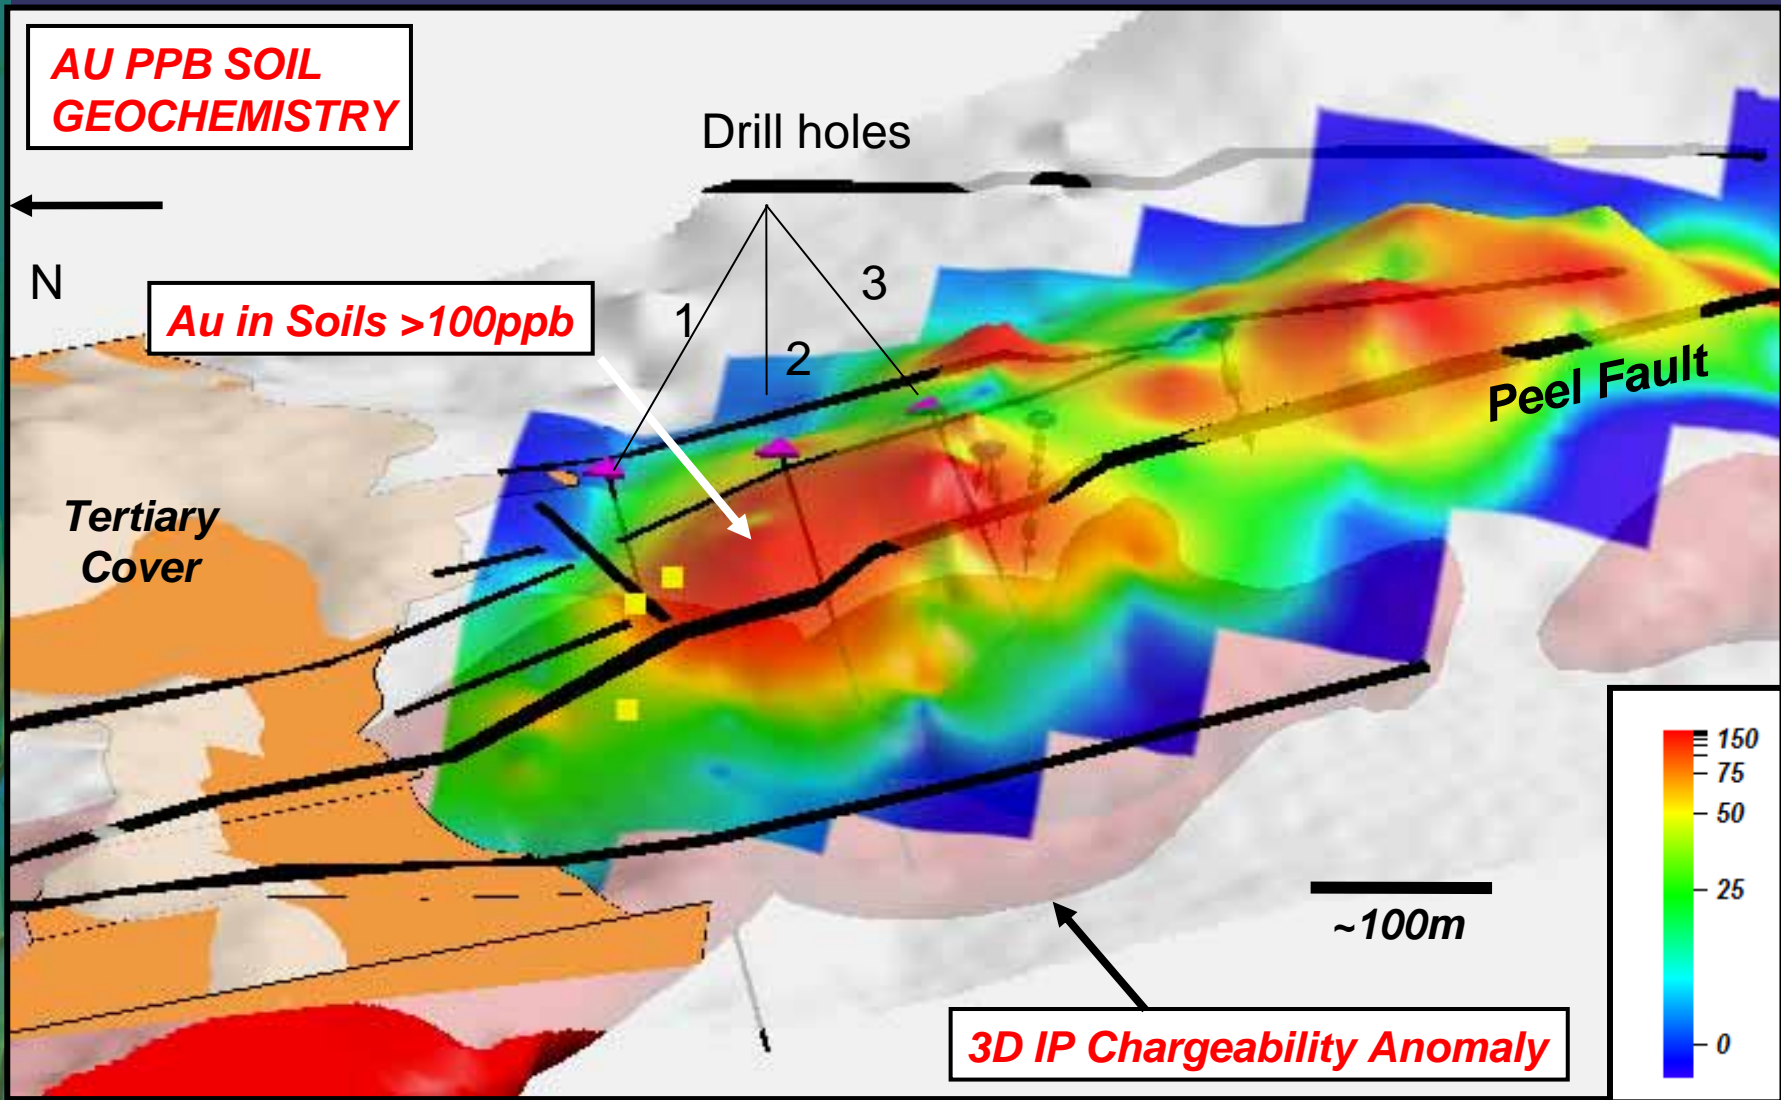 AU PPB SOIL
GEOCHEMISTRY
Drill holes
N
Au in Soils >100ppb
1
2
3
Peel Fault
Tertiary
Cover
~100m
3D IP Chargeability Anomaly
150
75
50
25
0